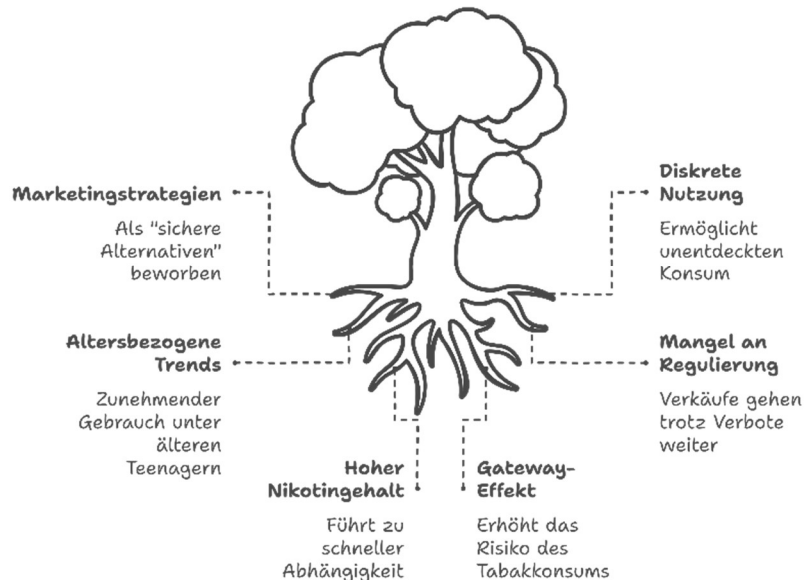 Marketingstrategien
Als "sichere
Alternativen"
beworben
Diskrete
Nutzung
Ermöglicht
unentdeckten
Konsum
Altersbezogene
Trends
Zunehmender
Gebrauch unter
älteren
Teenagern
Mangel an
Regulierung
Verkäufe gehen
trotz Verbote
weiter
Hoher
Nikotingehalt
Führt zu
schneller
Abhängigkeit
Gateway-
Effekt
Erhöht das
Risiko des
Tabakkonsums